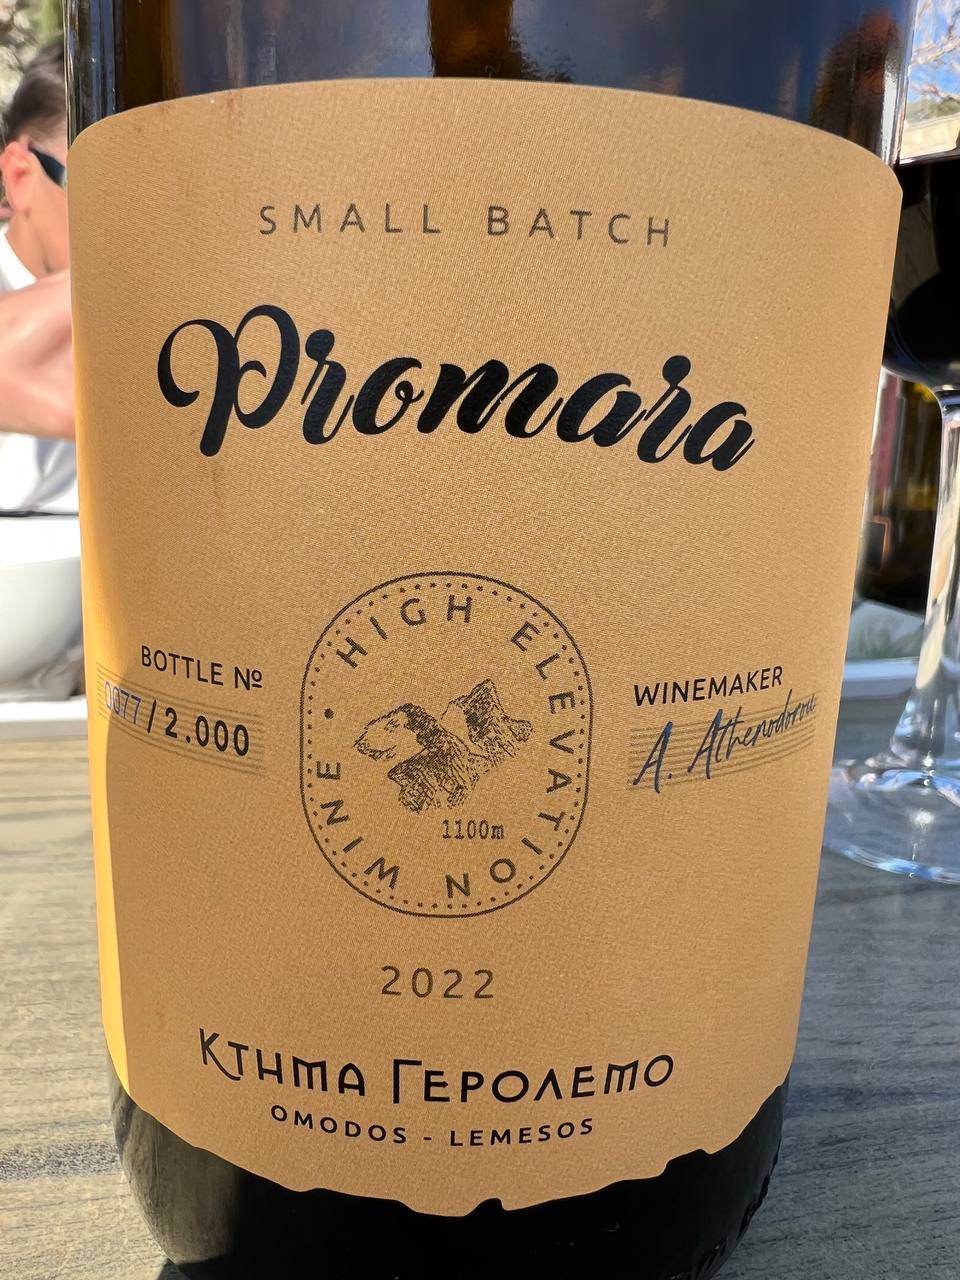 SMALL BATCH
Promara
HIGH ELEVATION WINE •
1100m
BOTTLE Nº
0077/2.000
WINEMAKER
A. Athenodorou
2022
ΚΤΗΜΑ ΓΕΡΟΛΕΜΟ
OMODOS - LEMESOS